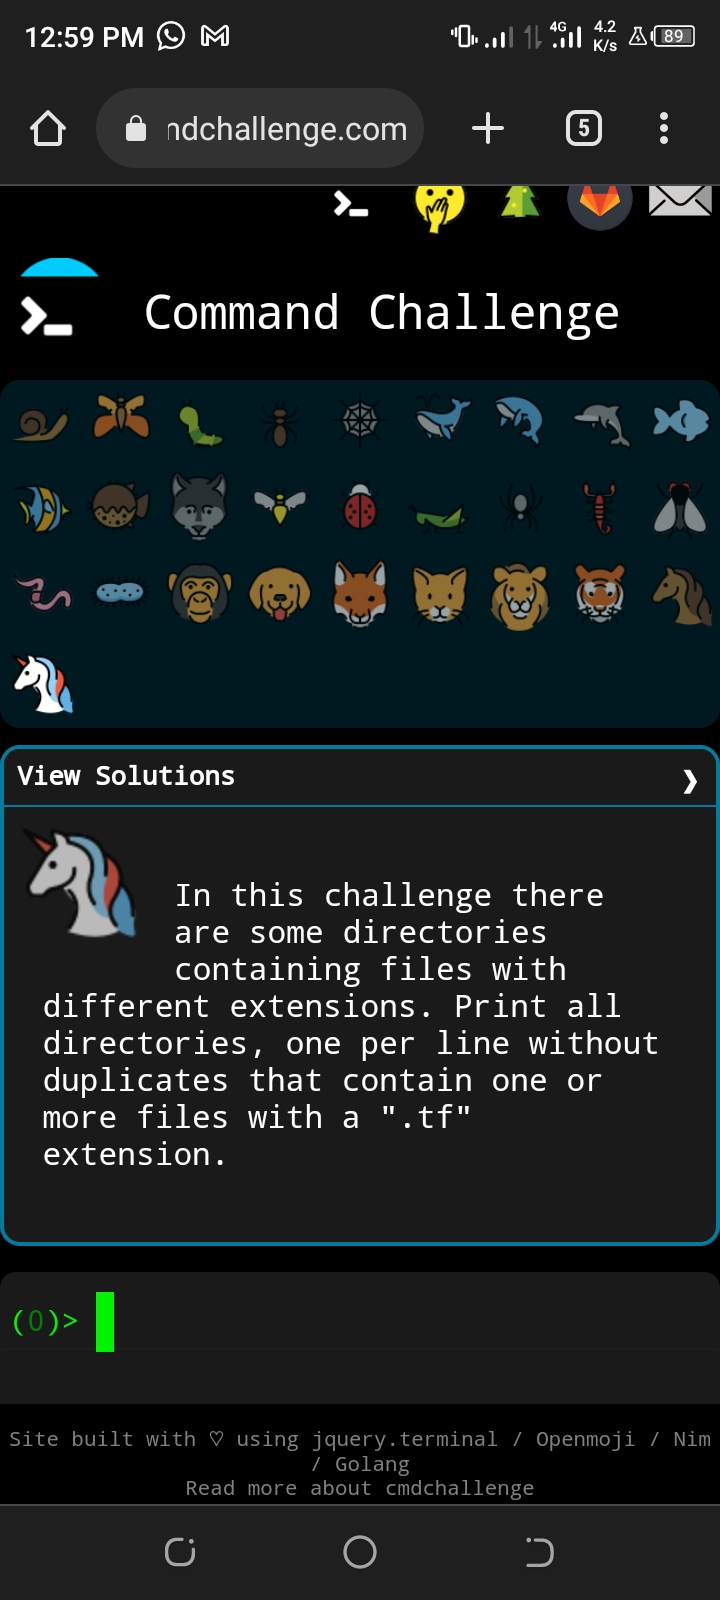 12:59 PM 4G 4.2 K/s 89
ndchallenge.com 5
Command Challenge
View Solutions ❯
In this challenge there
are some directories
containing files with
different extensions. Print all
directories, one per line without
duplicates that contain one or
more files with a ".tf"
extension.
(0)>
Site built with ♡ using jquery.terminal / Openmoji / Nim
/ Golang
Read more about cmdchallenge